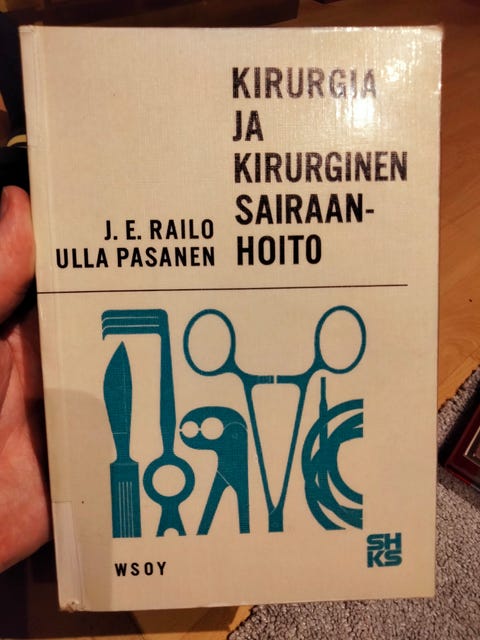 KIRURGIA
JA
KIRURGINEN
SAIRAAN-
HOITO
J. E. RAILO
ULLA PASANEN
WSOY
SH
KS